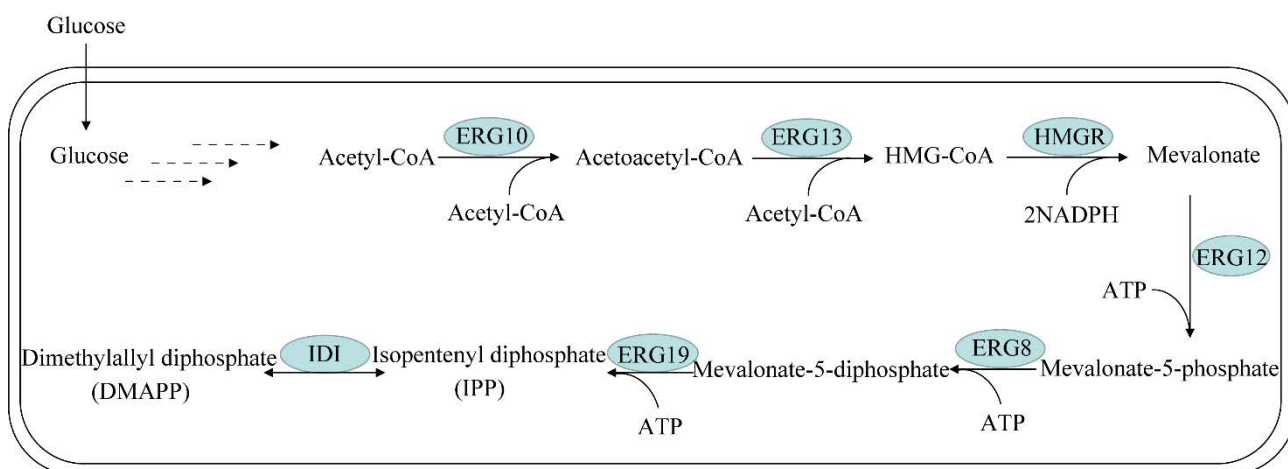 Glucose
Glucose
Acetyl-CoA
ERG10
Acetyl-CoA
Acetoacetyl-CoA
ERG13
Acetyl-CoA
HMG-CoA
HMGR
2NADPH
Mevalonate
ERG12
ATP
Dimethylallyl diphosphate
(DMAPP)
IDI
Isopentenyl diphosphate
(IPP)
ERG19
ATP
Mevalonate-5-diphosphate
ERG8
ATP
Mevalonate-5-phosphate